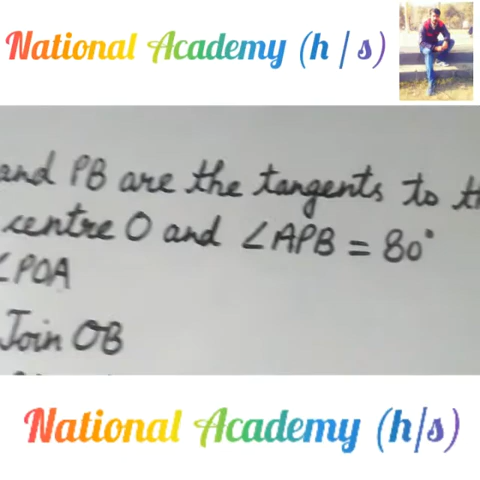 National Academy (h / s)
and PB are the tangents to th
centre O and ∠APB = 80°
∠POA
Join OB
National Academy (h/s)